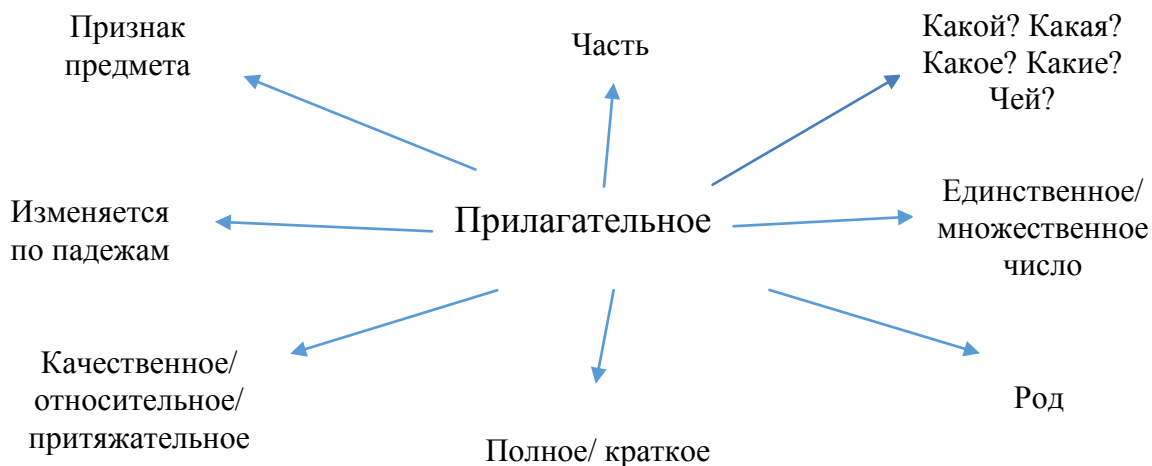 Признак
предмета
Часть
Какой? Какая?
Какое? Какие?
Чей?
Изменяется
по падежам
Прилагательное
Единственное/
множественное
число
Качественное/
относительное/
притяжательное
Полное/ краткое
Род